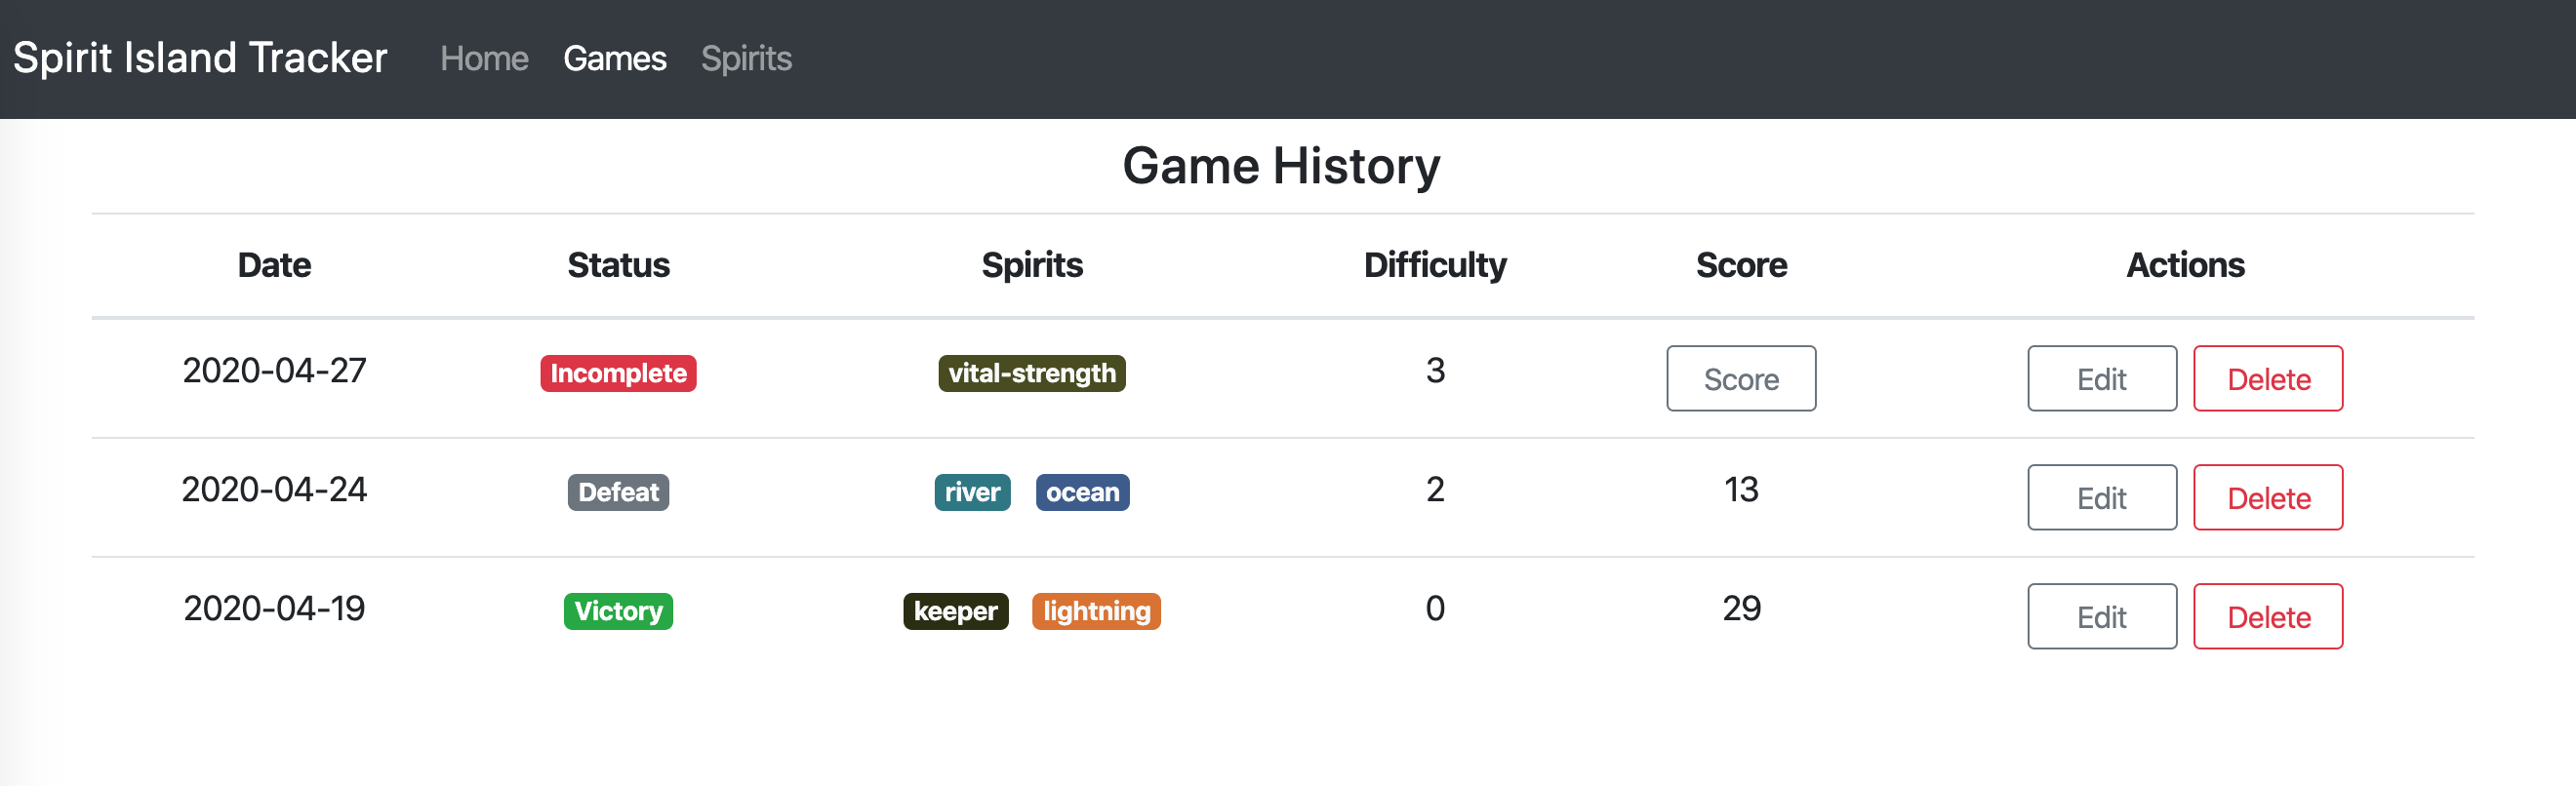 Spirit Island Tracker Home Games Spirits
Game History
Date Status Spirits Difficulty Score Actions
2020-04-27 Incomplete vital-strength 3 Score Edit Delete
2020-04-24 Defeat river ocean 2 13 Edit Delete
2020-04-19 Victory keeper lightning 0 29 Edit Delete